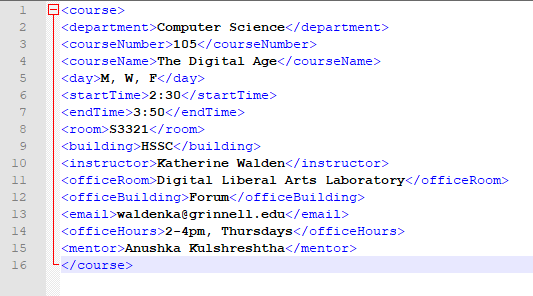 1 <course>
2 <department>Computer Science</department>
3 <courseNumber>105</courseNumber>
4 <courseName>The Digital Age</courseName>
5 <day>M, W, F</day>
6 <startTime>2:30</startTime>
7 <endTime>3:50</endTime>
8 <room>S3321</room>
9 <building>HSSC</building>
10 <instructor>Katherine Walden</instructor>
11 <officeRoom>Digital Liberal Arts Laboratory</officeRoom>
12 <officeBuilding>Forum</officeBuilding>
13 <email>waldenka@grinnell.edu</email>
14 <officeHours>2-4pm, Thursdays</officeHours>
15 <mentor>Anushka Kulshreshtha</mentor>
16 </course>